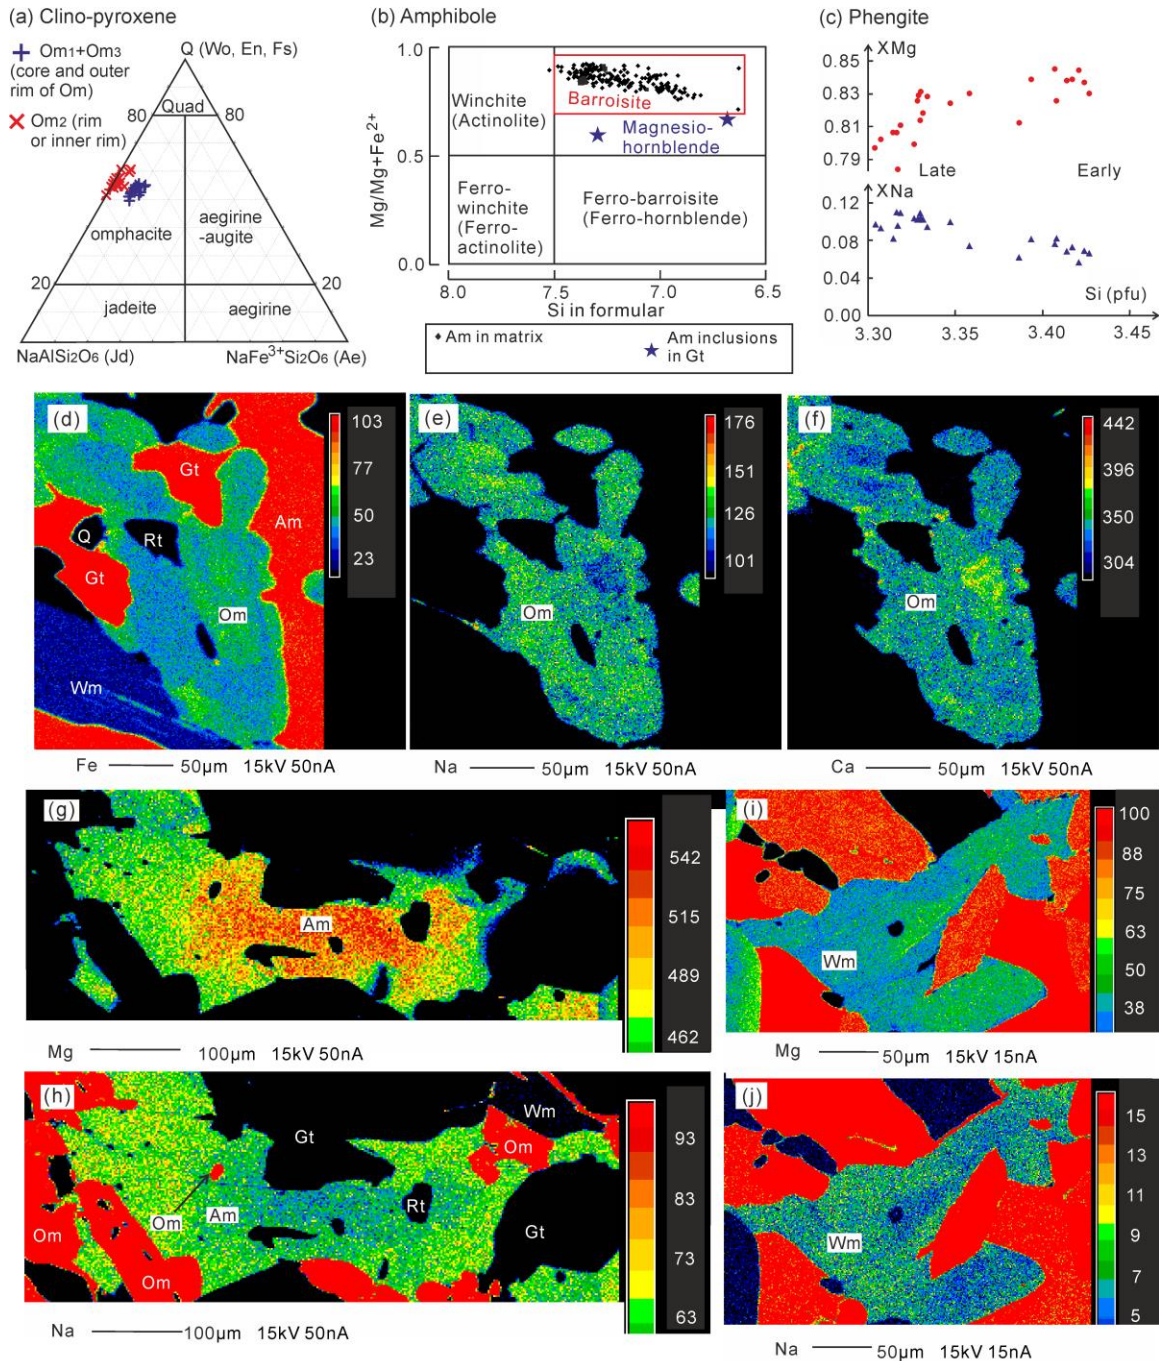 (a) Clino-pyroxene
Om1+Om3
(core and outer
rim of Om)
Om2 (rim
or inner rim)
Q (Wo, En, Fs)
80
Quad
80
omphacite
aegirine
-augite
20
20
jadeite
aegirine
NaAlSi2O6 (Jd)
NaFe3+Si2O6 (Ae)
(b) Amphibole
Mg/Mg+Fe2+
1.0
0.5
0.0
Winchite
(Actinolite)
Barroisite
Magnesio-
hornblende
Ferro-
winchite
(Ferro-
actinolite)
Ferro-barroisite
(Ferro-hornblende)
8.0 7.5 7.0 6.5
Si in formular
Am in matrix
Am inclusions
in Gt
(c) Phengite
XMg
0.85
0.83
0.81
0.79
Late
Early
XNa
0.12
0.08
0.04
0.00
Si (pfu)
3.30 3.35 3.40 3.45
(d)
Gt
Am
Q
Rt
Gt
Om
Wm
103
77
50
23
Fe 50µm 15kV 50nA
(e)
Om
176
151
126
101
Na 50µm 15kV 50nA
(f)
Om
442
396
350
304
Ca 50µm 15kV 50nA
(g)
Am
542
515
489
462
Mg 100µm 15kV 50nA
(h)
Gt
Wm
Om
Om
Am
Rt
Om
Om
Gt
93
83
73
63
Na 100µm 15kV 50nA
(i)
Wm
100
88
75
63
50
38
Mg 50µm 15kV 15nA
(j)
Wm
15
13
11
9
7
5
Na 50µm 15kV 15nA